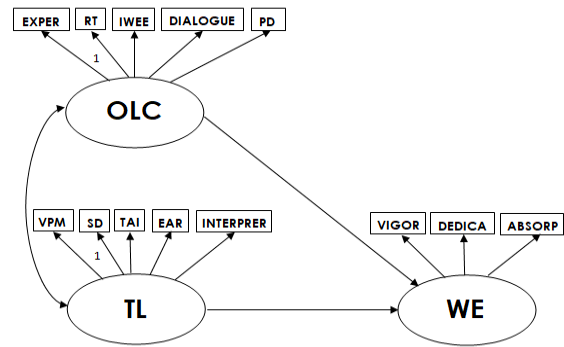 EXPER RT IWEE DIALOGUE PD
1
OLC
VPM SD TAI EAR INTERPRER
1
TL
VIGOR DEDICA ABSORP
WE